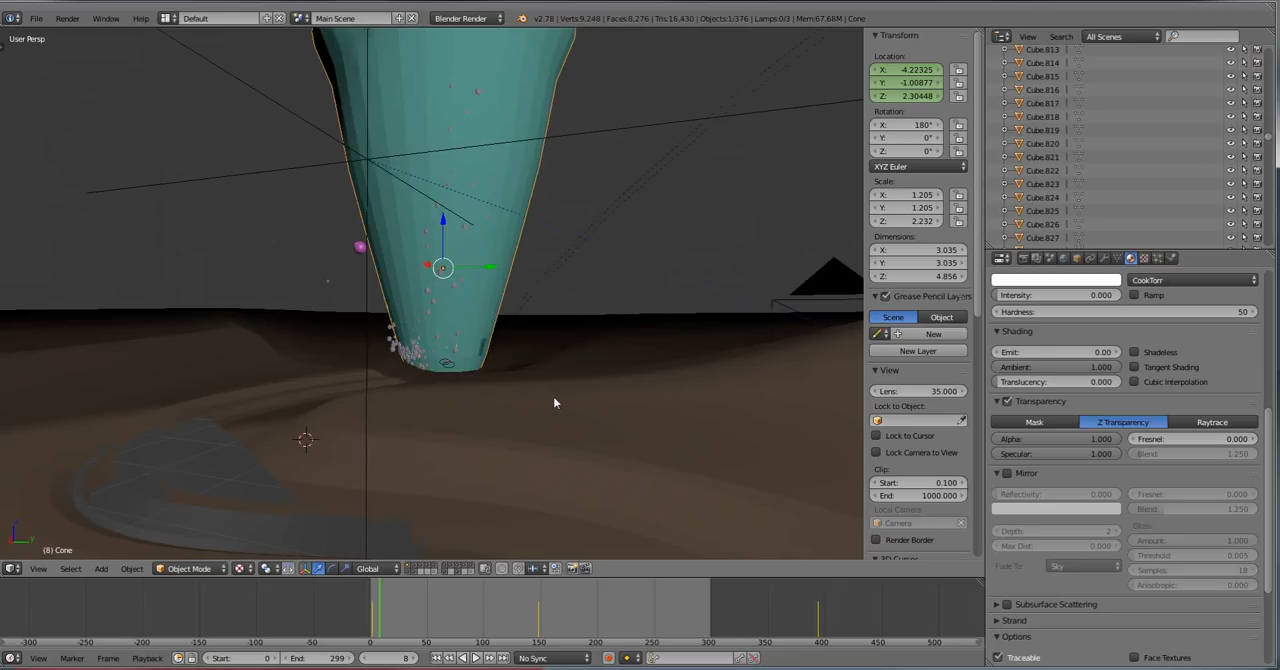 File Render Window Help Default Main Scene Blender Render v2.78 | Verts:9,248 | Faces:8,276 | Tris:16,430 | Objects:1/376 | Lamps:0/3 | Mem:67.68M | Cone
User Persp
(8) Cone
View Select Add Object Object Mode Global
-300 -250 -200 -150 -100 -50 0 50 100 150 200 250 300 350 400 450 500
View Marker Frame Playback Start: 0 End: 299 8 No Sync
Transform
Location:
X: -4.22325
Y: -1.00877
Z: 2.30448
Rotation:
X: 180°
Y: 0°
Z: 0°
XYZ Euler
Scale:
X: 1.205
Y: 1.205
Z: 2.232
Dimensions:
X: 3.035
Y: 3.035
Z: 4.856
Grease Pencil Layers
Scene Object
New
New Layer
View
Lens: 35.000
Lock to Object:
Lock to Cursor
Lock Camera to View
Clip:
Start: 0.100
End: 1000.000
Local Camera:
Camera
Render Border
View Search All Scenes
Cube.813
Cube.814
Cube.815
Cube.816
Cube.817
Cube.818
Cube.819
Cube.820
Cube.821
Cube.822
Cube.823
Cube.824
Cube.825
Cube.826
Cube.827
CookTorr
Intensity: 0.000 Ramp
Hardness: 50
Shading
Emit: 0.00 Shadeless
Ambient: 1.000 Tangent Shading
Translucency: 0.000 Cubic Interpolation
Transparency
Mask Z Transparency Raytrace
Alpha: 1.000 Fresnel: 0.000
Specular: 1.000 Blend: 1.250
Mirror
Reflectivity: 0.000 Fresnel: 0.000
Blend: 1.250
Gloss:
Depth: 2 Amount: 1.000
Max Dist: 0.000 Threshold: 0.005
Fade To: Sky Samples: 18
Anisotropic: 0.000
Subsurface Scattering
Strand
Options
Traceable Face Textures